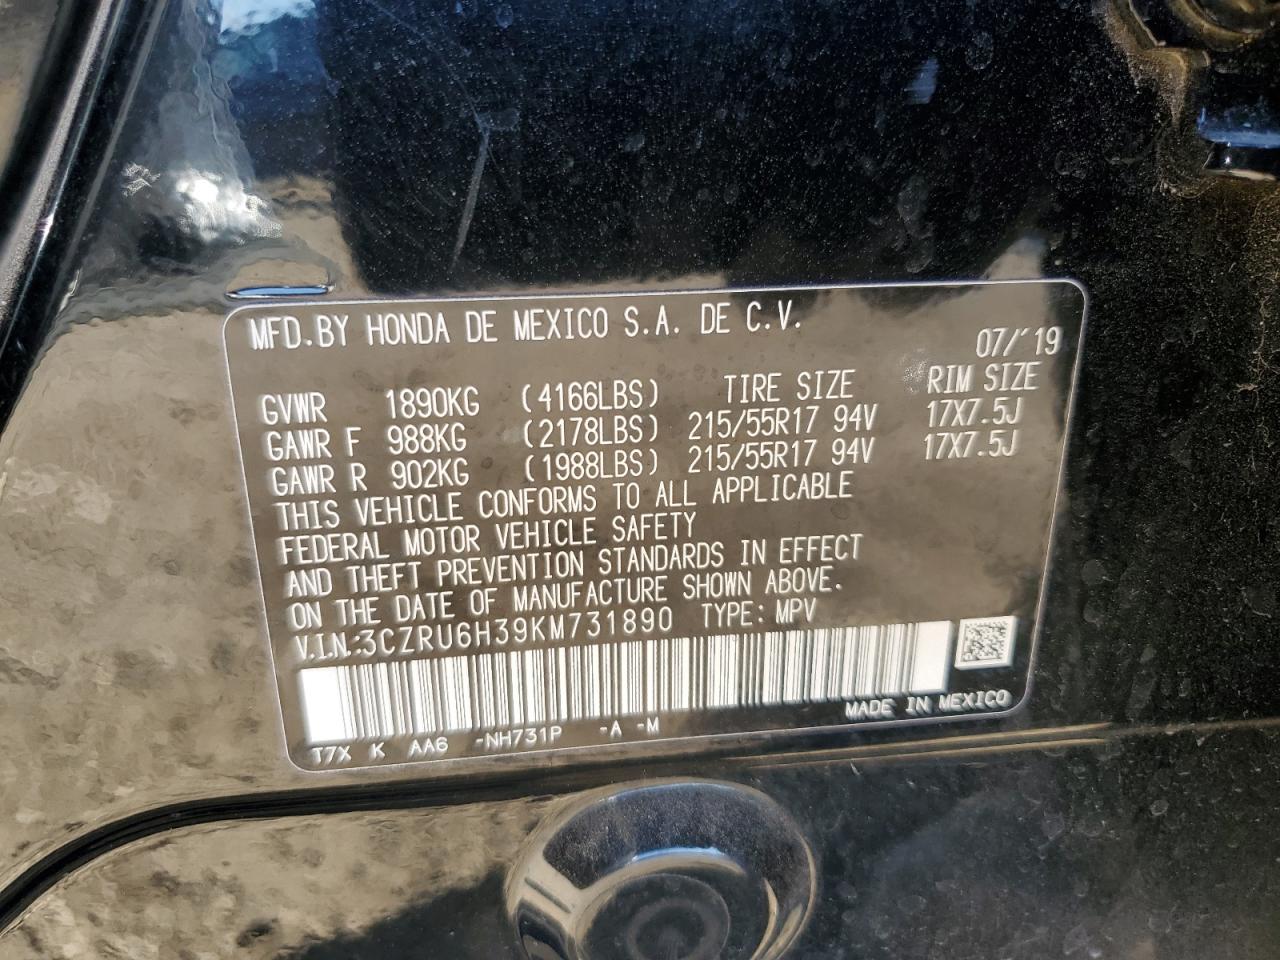 MFD.BY HONDA DE MEXICO S.A. DE C.V.
07/'19
GVWR 1890KG (4166LBS) TIRE SIZE RIM SIZE
GAWR F 988KG (2178LBS) 215/55R17 94V 17X7.5J
GAWR R 902KG (1988LBS) 215/55R17 94V 17X7.5J
THIS VEHICLE CONFORMS TO ALL APPLICABLE
FEDERAL MOTOR VEHICLE SAFETY
AND THEFT PREVENTION STANDARDS IN EFFECT
ON THE DATE OF MANUFACTURE SHOWN ABOVE.
V.I.N.:3CZRU6H39KM731890 TYPE: MPV
MADE IN MEXICO
T7X K AA6 -NH731P -A -M